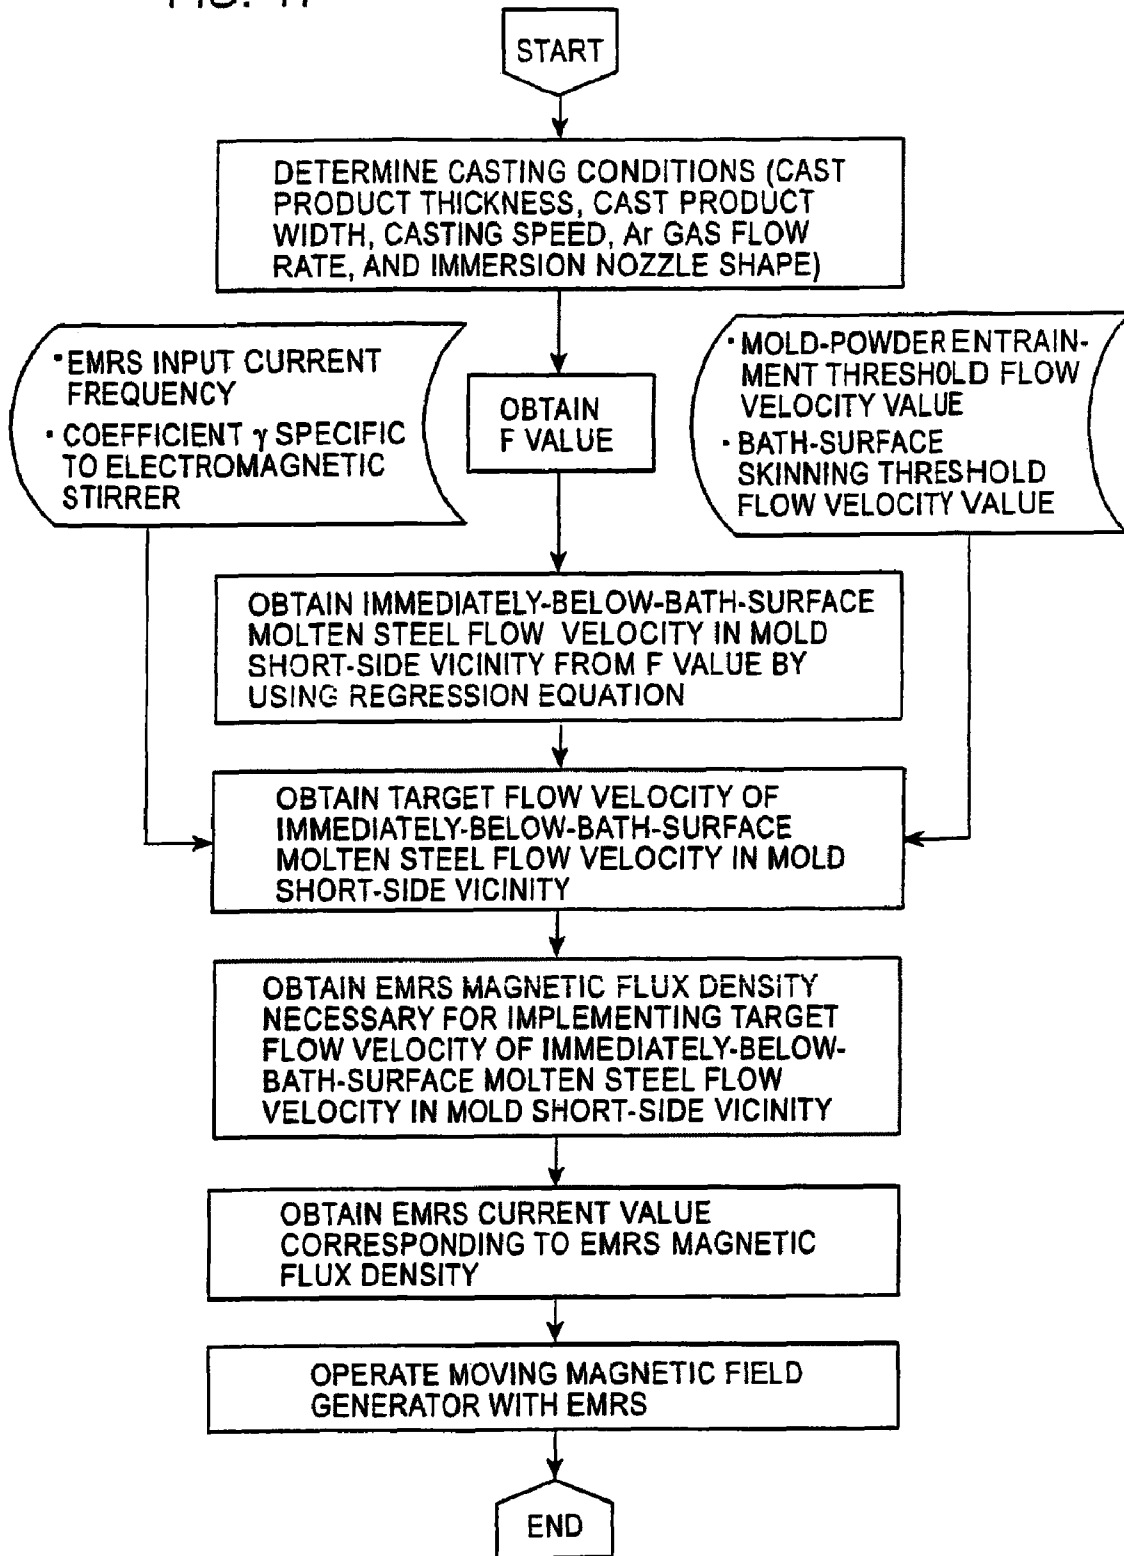 START
DETERMINE CASTING CONDITIONS (CAST
PRODUCT THICKNESS, CAST PRODUCT
WIDTH, CASTING SPEED, Ar GAS FLOW
RATE, AND IMMERSION NOZZLE SHAPE)
• EMRS INPUT CURRENT
FREQUENCY
• COEFFICIENT γ SPECIFIC
TO ELECTROMAGNETIC
STIRRER
OBTAIN
F VALUE
• MOLD-POWDER ENTRAIN-
MENT THRESHOLD FLOW
VELOCITY VALUE
• BATH-SURFACE
SKINNING THRESHOLD
FLOW VELOCITY VALUE
OBTAIN IMMEDIATELY-BELOW-BATH-SURFACE
MOLTEN STEEL FLOW VELOCITY IN MOLD
SHORT-SIDE VICINITY FROM F VALUE BY
USING REGRESSION EQUATION
OBTAIN TARGET FLOW VELOCITY OF
IMMEDIATELY-BELOW-BATH-SURFACE
MOLTEN STEEL FLOW VELOCITY IN MOLD
SHORT-SIDE VICINITY
OBTAIN EMRS MAGNETIC FLUX DENSITY
NECESSARY FOR IMPLEMENTING TARGET
FLOW VELOCITY OF IMMEDIATELY-BELOW-
BATH-SURFACE MOLTEN STEEL FLOW
VELOCITY IN MOLD SHORT-SIDE VICINITY
OBTAIN EMRS CURRENT VALUE
CORRESPONDING TO EMRS MAGNETIC
FLUX DENSITY
OPERATE MOVING MAGNETIC FIELD
GENERATOR WITH EMRS
END